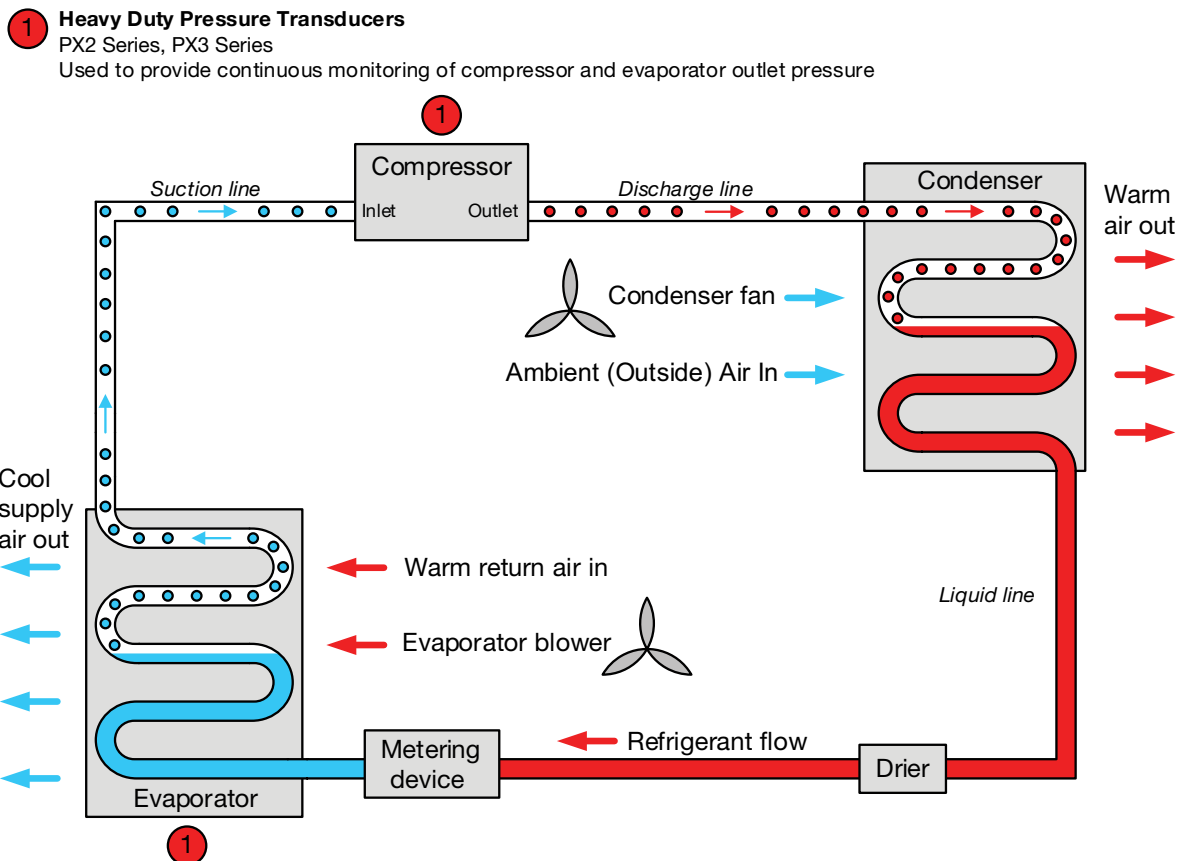 1
Heavy Duty Pressure Transducers
PX2 Series, PX3 Series
Used to provide continuous monitoring of compressor and evaporator outlet pressure
1
Compressor
Inlet
Outlet
Suction line
Discharge line
Condenser
Warm
air out
Condenser fan
Ambient (Outside) Air In
Cool
supply
air out
Warm return air in
Evaporator blower
Liquid line
Refrigerant flow
Metering
device
Drier
Evaporator
1